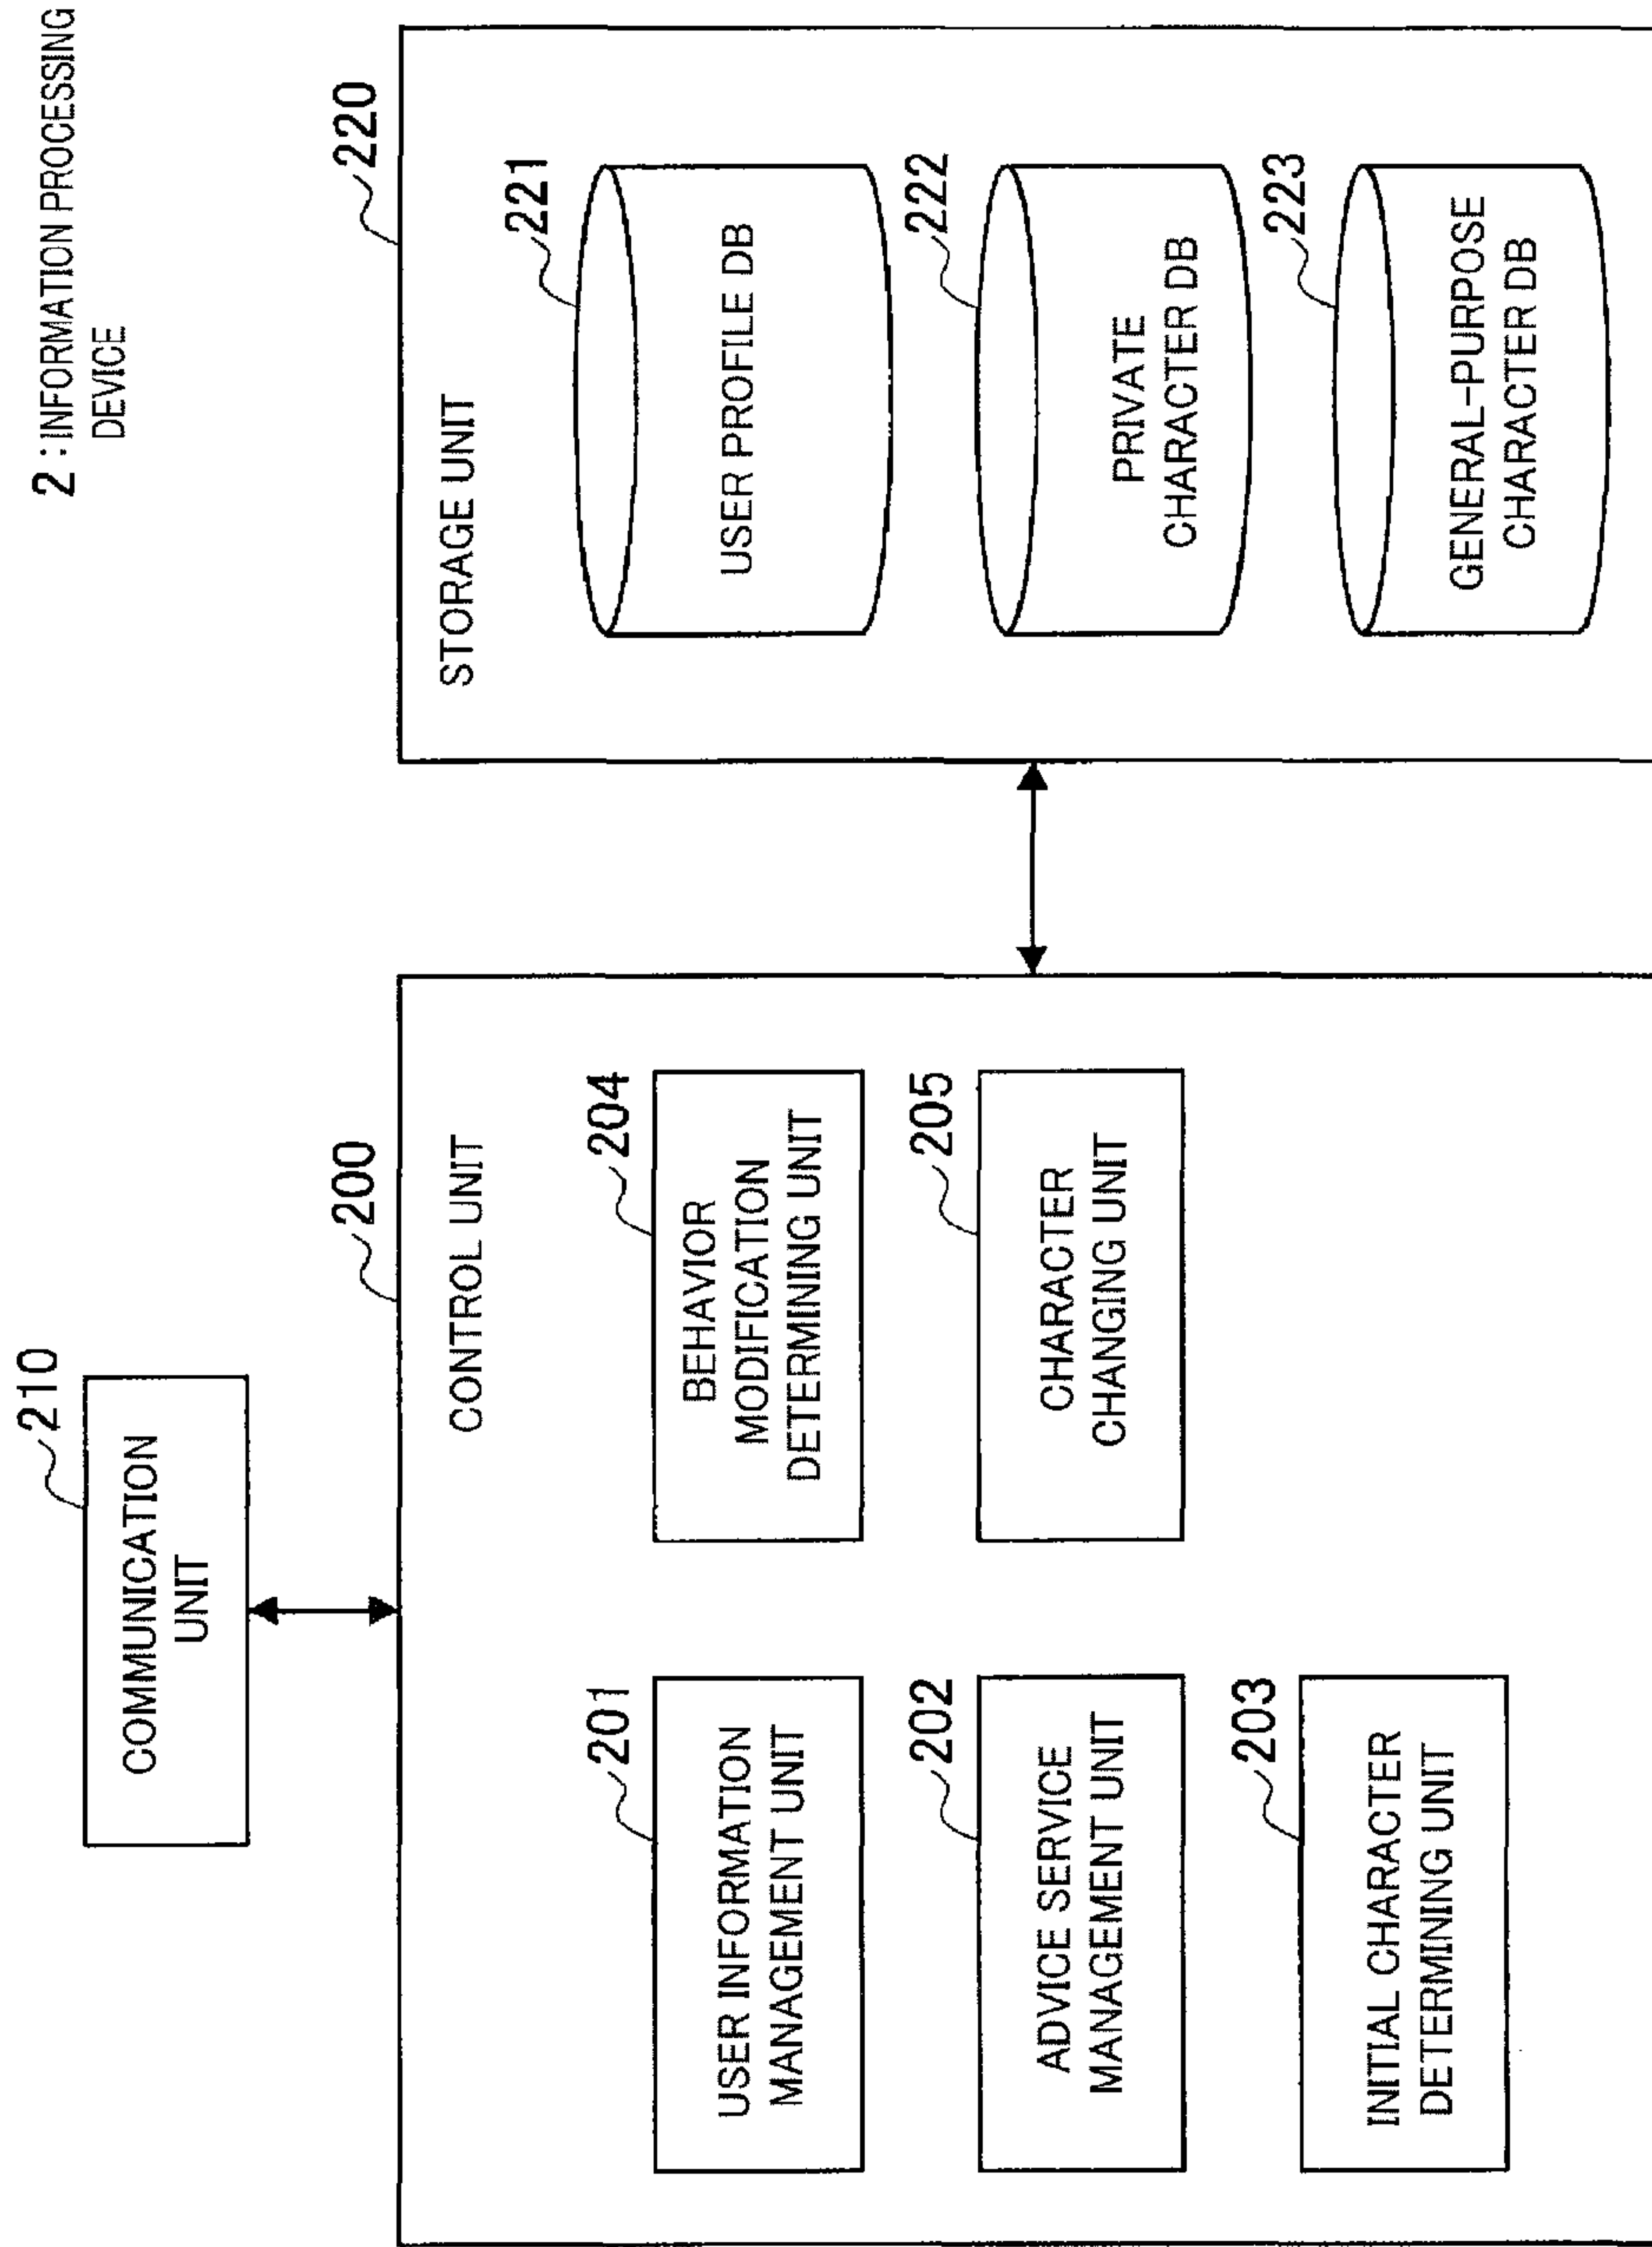 2 : INFORMATION PROCESSING
DEVICE
210
COMMUNICATION
UNIT
200
CONTROL UNIT
201
USER INFORMATION
MANAGEMENT UNIT
202
ADVICE SERVICE
MANAGEMENT UNIT
203
INITIAL CHARACTER
DETERMINING UNIT
204
BEHAVIOR
MODIFICATION
DETERMINING UNIT
205
CHARACTER
CHANGING UNIT
220
STORAGE UNIT
221
USER PROFILE DB
222
PRIVATE
CHARACTER DB
223
GENERAL-PURPOSE
CHARACTER DB